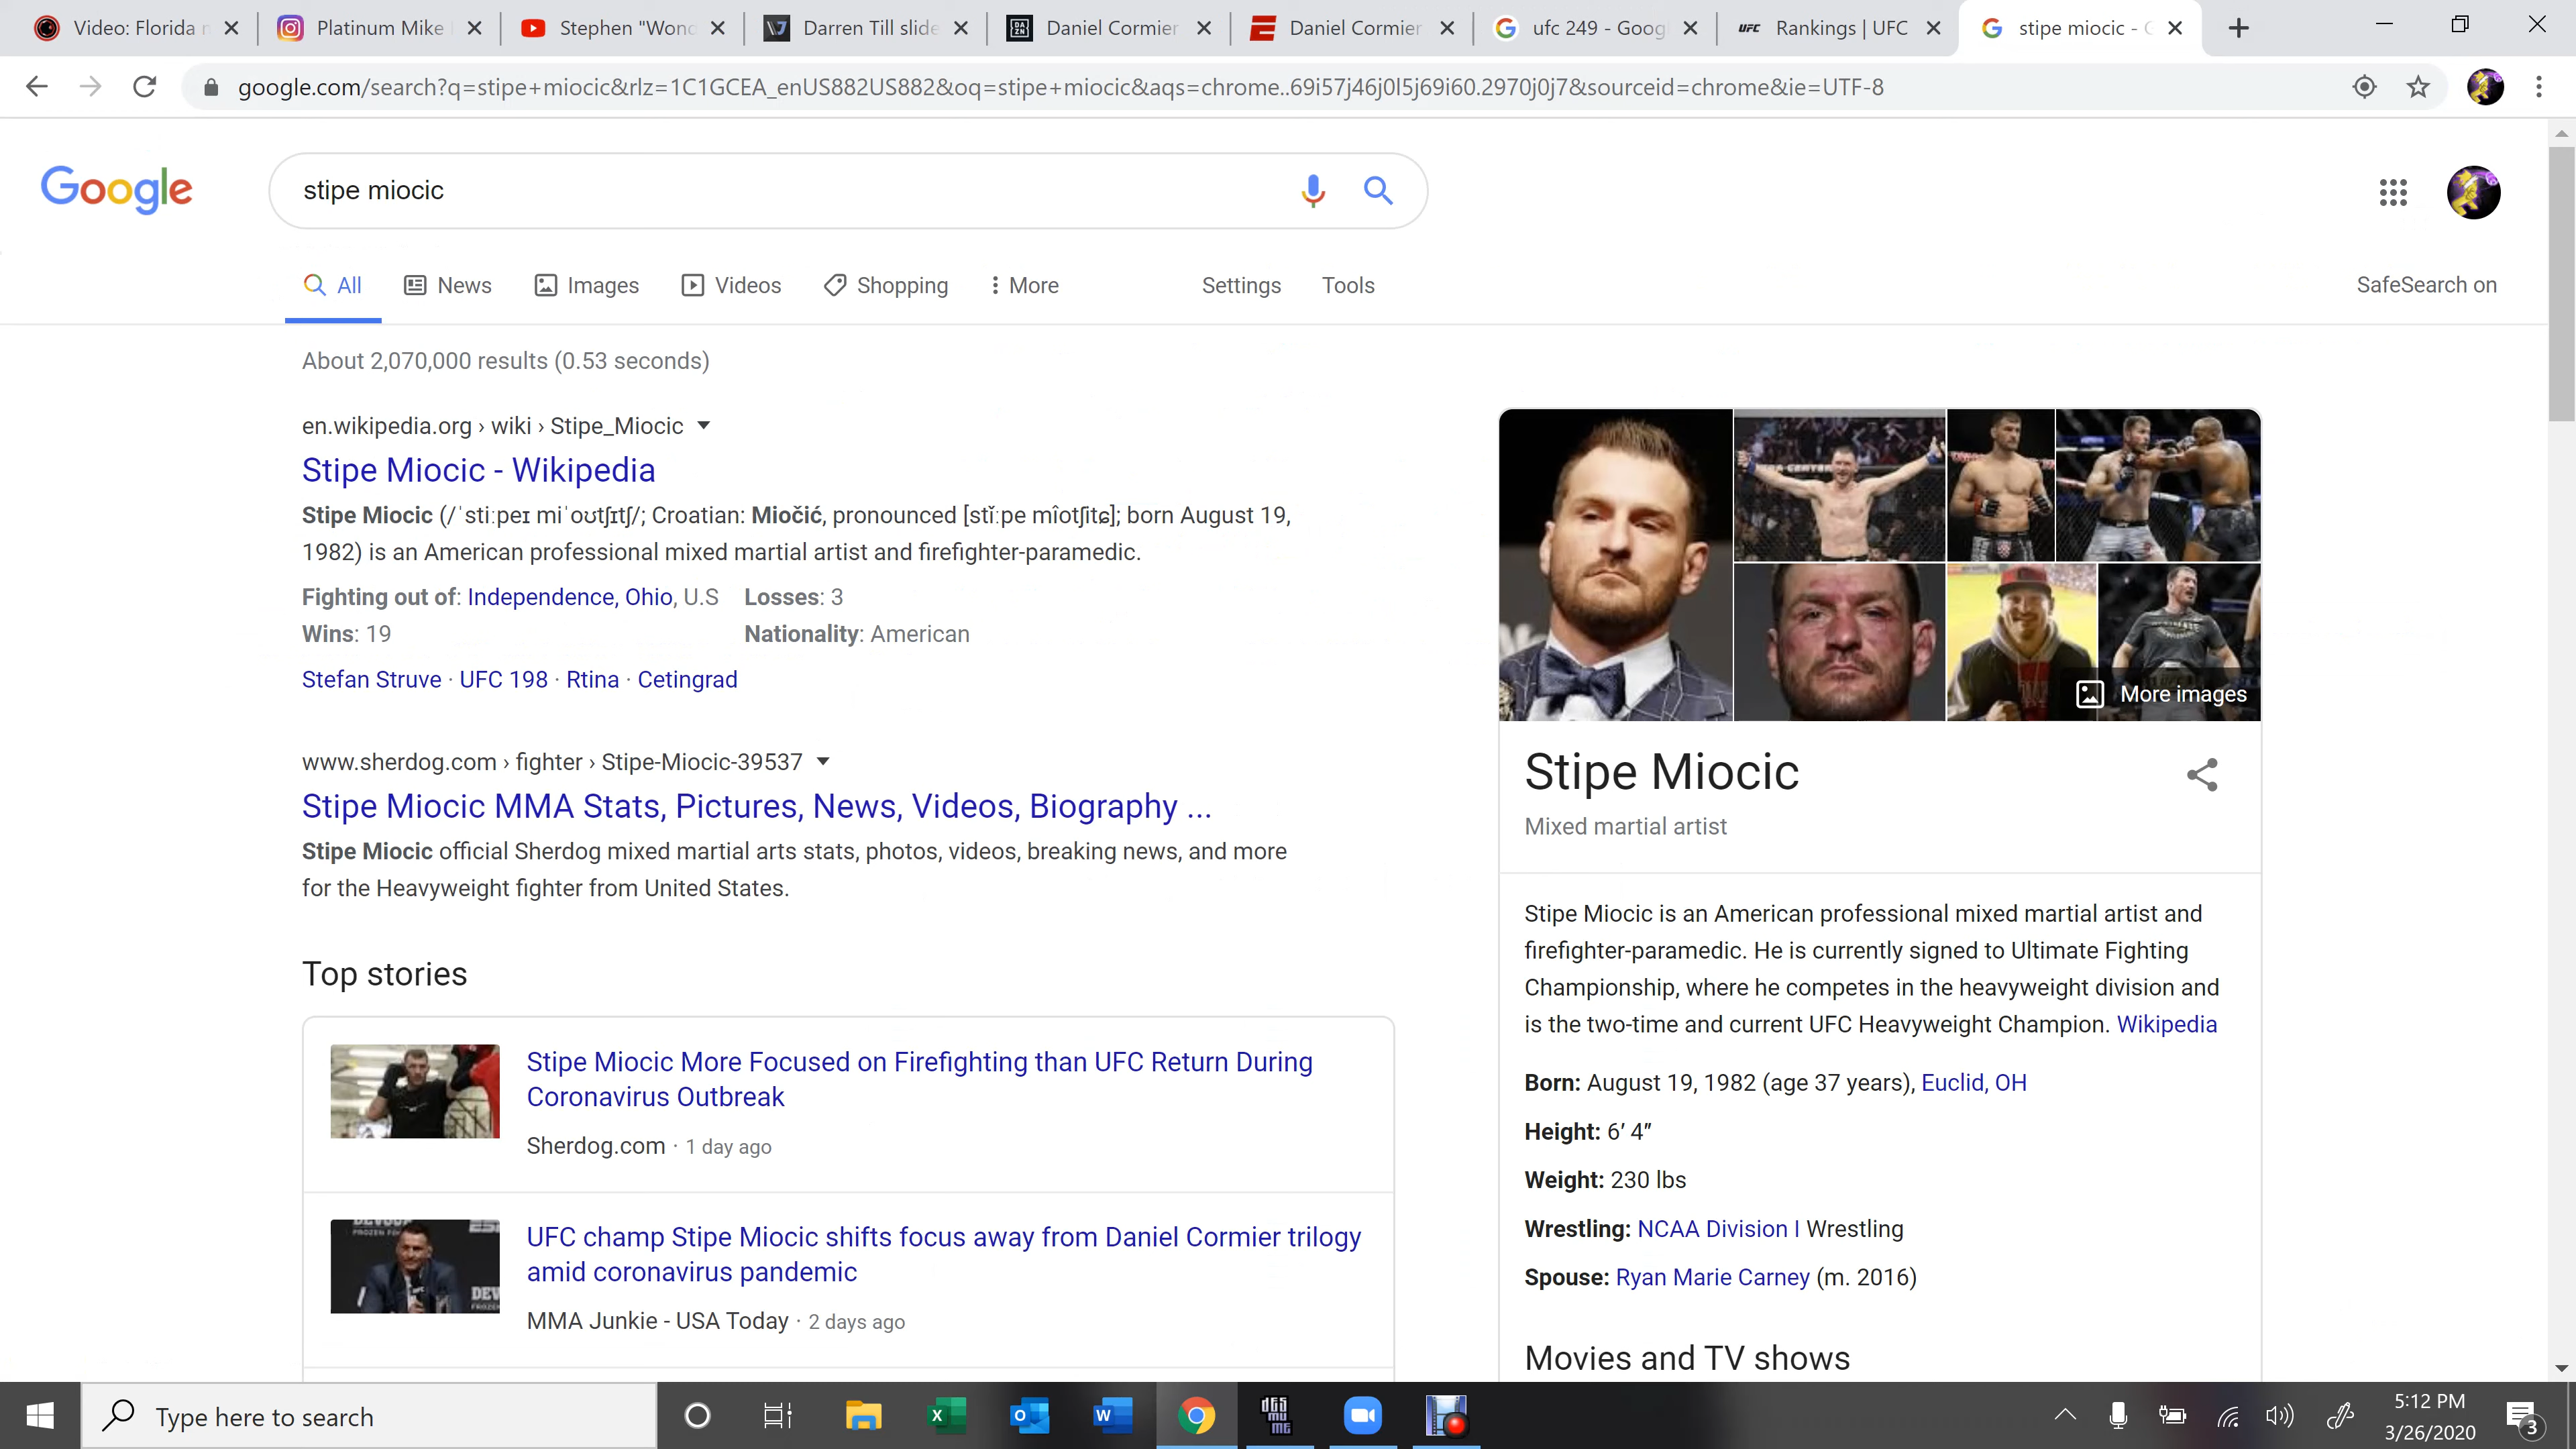 Video: Florida
Platinum Mike
Stephen "Wond
Darren Till slide
Daniel Cormier
Daniel Cormier
ufc 249 - Goog
UFC Rankings | UFC
stipe miocic -
google.com/search?q=stipe+miocic&rlz=1C1GCEA_enUS882US882&oq=stipe+miocic&aqs=chrome..69i57j46j0l5j69i60.2970j0j7&sourceid=chrome&ie=UTF-8
Google
stipe miocic
All News Images Videos Shopping More Settings Tools SafeSearch on
About 2,070,000 results (0.53 seconds)
en.wikipedia.org › wiki › Stipe_Miocic
Stipe Miocic - Wikipedia
Stipe Miocic (/ˈstiːpeɪ miˈoʊtʃɪtʃ/; Croatian: Miočić, pronounced [stǐːpe mîotʃitɕ]; born August 19,
1982) is an American professional mixed martial artist and firefighter-paramedic.
Fighting out of: Independence, Ohio, U.S Losses: 3
Wins: 19 Nationality: American
Stefan Struve · UFC 198 · Rtina · Cetingrad
www.sherdog.com › fighter › Stipe-Miocic-39537
Stipe Miocic MMA Stats, Pictures, News, Videos, Biography ...
Stipe Miocic official Sherdog mixed martial arts stats, photos, videos, breaking news, and more
for the Heavyweight fighter from United States.
Top stories
Stipe Miocic More Focused on Firefighting than UFC Return During
Coronavirus Outbreak
Sherdog.com · 1 day ago
UFC champ Stipe Miocic shifts focus away from Daniel Cormier trilogy
amid coronavirus pandemic
MMA Junkie - USA Today · 2 days ago
More images
Stipe Miocic
Mixed martial artist
Stipe Miocic is an American professional mixed martial artist and
firefighter-paramedic. He is currently signed to Ultimate Fighting
Championship, where he competes in the heavyweight division and
is the two-time and current UFC Heavyweight Champion. Wikipedia
Born: August 19, 1982 (age 37 years), Euclid, OH
Height: 6′ 4″
Weight: 230 lbs
Wrestling: NCAA Division I Wrestling
Spouse: Ryan Marie Carney (m. 2016)
Movies and TV shows
Type here to search
5:12 PM
3/26/2020
3